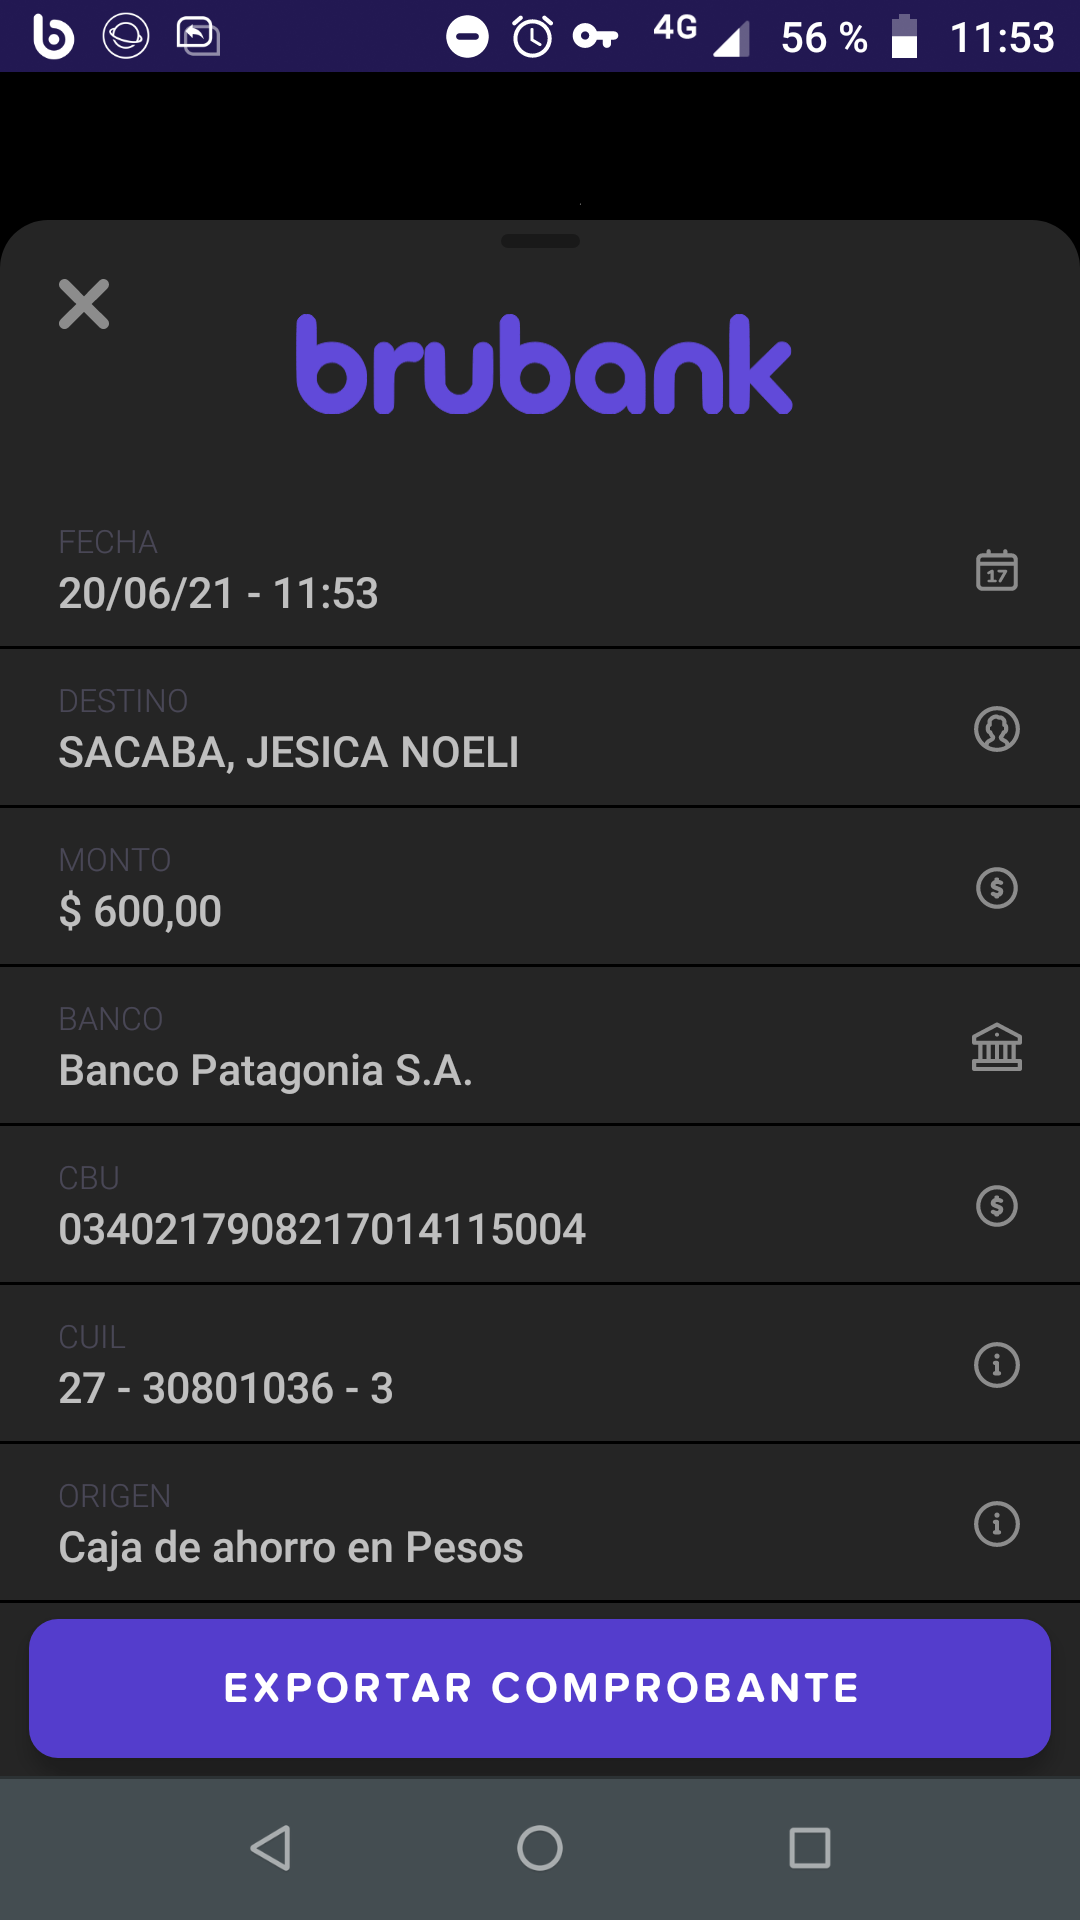 4G 56 % 11:53
brubank
FECHA
20/06/21 - 11:53
17
DESTINO
SACABA, JESICA NOELI
MONTO
$ 600,00
BANCO
Banco Patagonia S.A.
CBU
0340217908217014115004
CUIL
27 - 30801036 - 3
ORIGEN
Caja de ahorro en Pesos
EXPORTAR COMPROBANTE